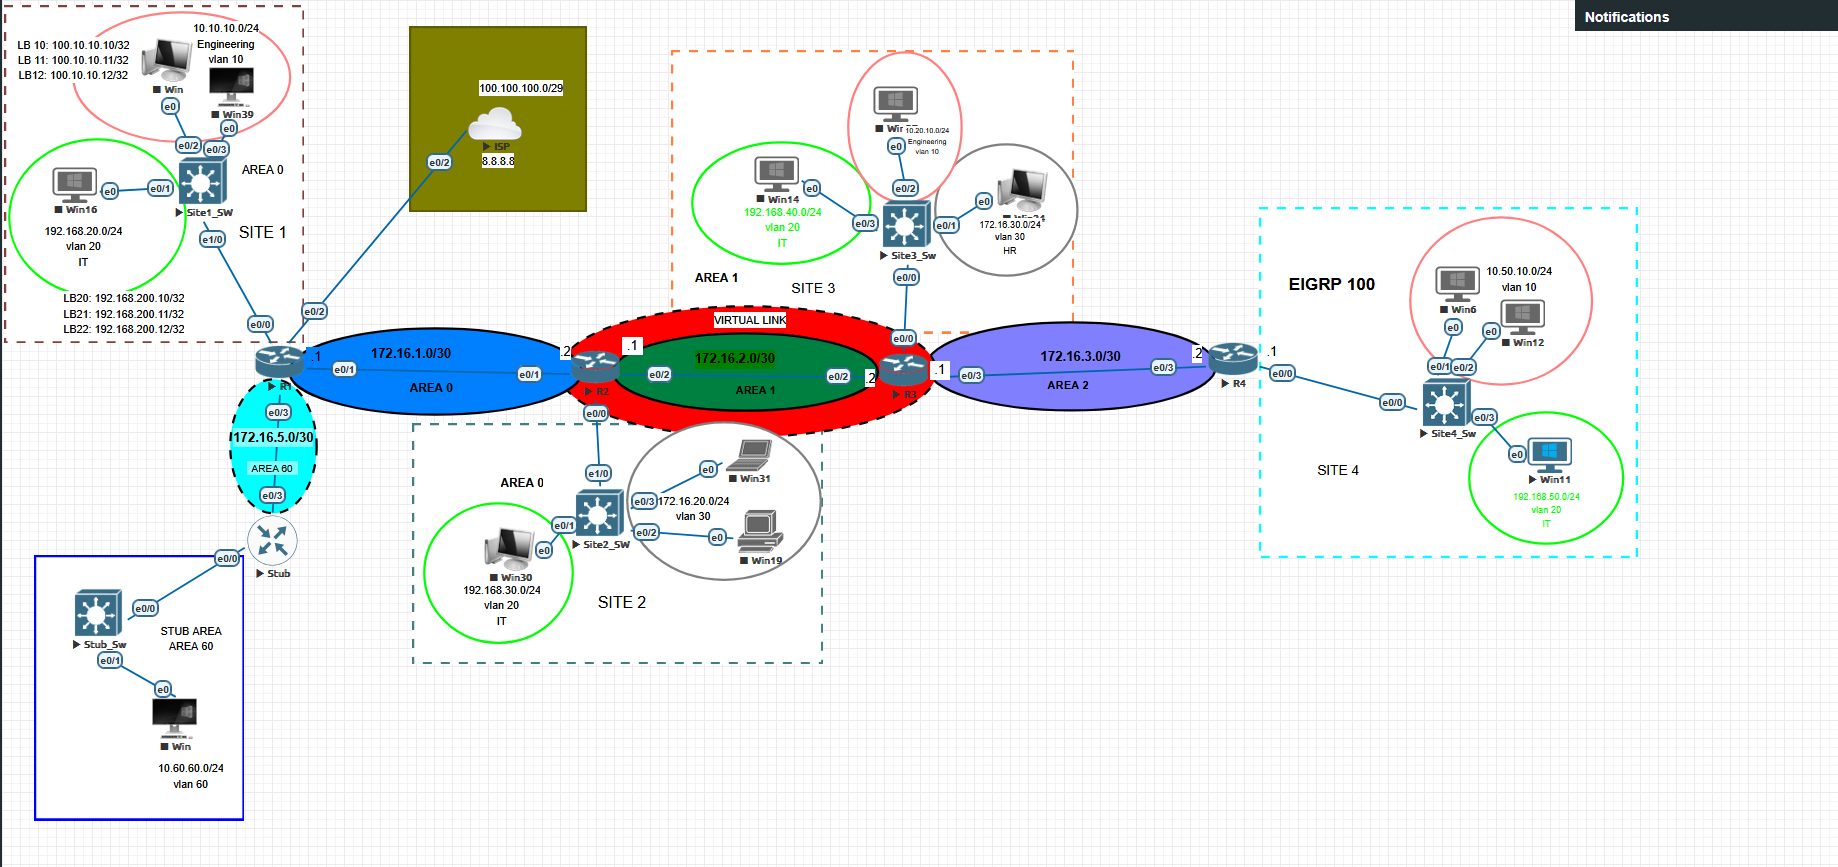 Notifications
10.10.10.0/24
Engineering
vlan 10
LB 10: 100.10.10.10/32
LB 11: 100.10.10.11/32
LB12: 100.10.10.12/32
Win
e0
Win39
e0
e0/2
e0/3
AREA 0
Win16
e0
e0/1
Site1_SW
192.168.20.0/24
vlan 20
IT
e1/0
SITE 1
LB20: 192.168.200.10/32
LB21: 192.168.200.11/32
LB22: 192.168.200.12/32
e0/0
e0/2
100.100.100.0/29
ISP
8.8.8.8
e0/2
R1
.1
e0/1
172.16.1.0/30
AREA 0
e0/1
.2
R2
.1
e0/2
VIRTUAL LINK
172.16.2.0/30
AREA 1
e0/2
.2
R3
.1
e0/3
172.16.3.0/30
AREA 2
e0/3
.2
R4
.1
e0/0
10.20.10.0/24
Engineering
vlan 10
e0
e0/2
Win14
e0
192.168.40.0/24
vlan 20
IT
e0/3
e0/1
e0
172.16.30.0/24
vlan 30
HR
Site3_Sw
e0/0
AREA 1
SITE 3
e0/0
EIGRP 100
10.50.10.0/24
vlan 10
Win6
e0
Win12
e0
e0/1
e0/2
e0/0
Site4_Sw
e0/3
e0
Win11
192.168.50.0/24
vlan 20
IT
SITE 4
e0/3
172.16.5.0/30
AREA 60
e0/3
Stub
e0/0
e0/0
Stub_Sw
e0/1
STUB AREA
AREA 60
e0
Win
10.60.60.0/24
vlan 60
e0/0
e1/0
AREA 0
Site2_SW
e0/1
e0
Win30
192.168.30.0/24
vlan 20
IT
e0/3
e0
Win31
172.16.20.0/24
vlan 30
e0/2
e0
Win19
SITE 2